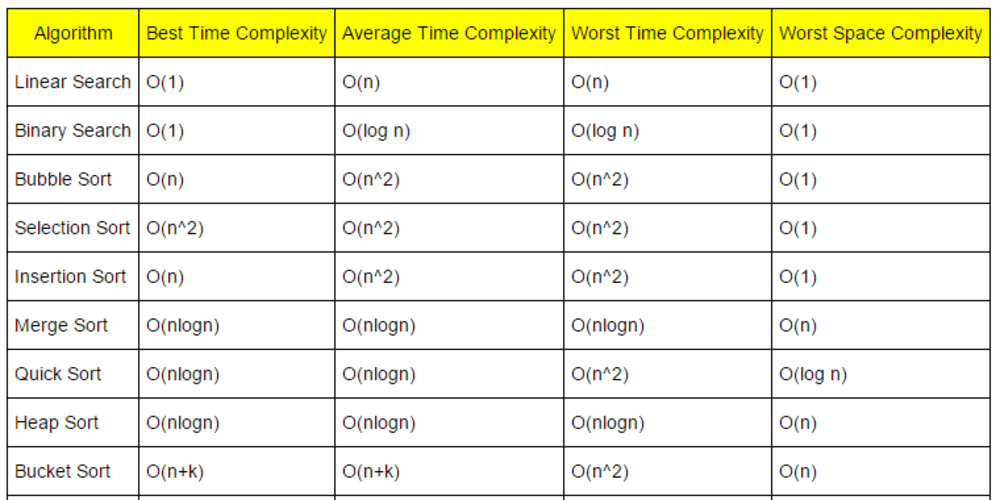 Algorithm Best Time Complexity Average Time Complexity Worst Time Complexity Worst Space Complexity
Linear Search O(1) O(n) O(n) O(1)
Binary Search O(1) O(log n) O(log n) O(1)
Bubble Sort O(n) O(n^2) O(n^2) O(1)
Selection Sort O(n^2) O(n^2) O(n^2) O(1)
Insertion Sort O(n) O(n^2) O(n^2) O(1)
Merge Sort O(nlogn) O(nlogn) O(nlogn) O(n)
Quick Sort O(nlogn) O(nlogn) O(n^2) O(log n)
Heap Sort O(nlogn) O(nlogn) O(nlogn) O(n)
Bucket Sort O(n+k) O(n+k) O(n^2) O(n)